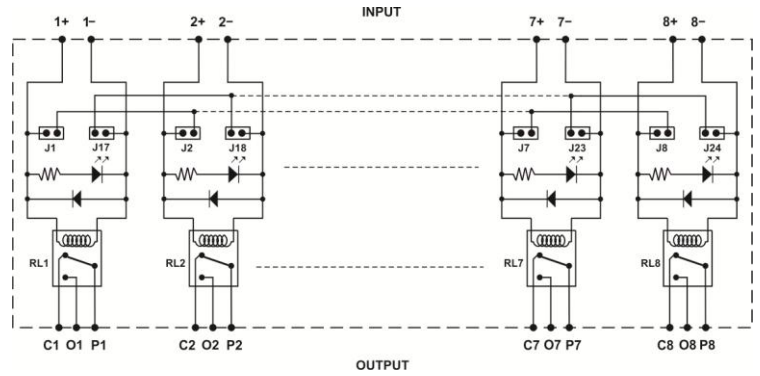 INPUT
1+ 1– 2+ 2– 7+ 7– 8+ 8–
J1 J17 J2 J18 J7 J23 J8 J24
RL1 RL2 RL7 RL8
C1 O1 P1 C2 O2 P2 C7 O7 P7 C8 O8 P8
OUTPUT